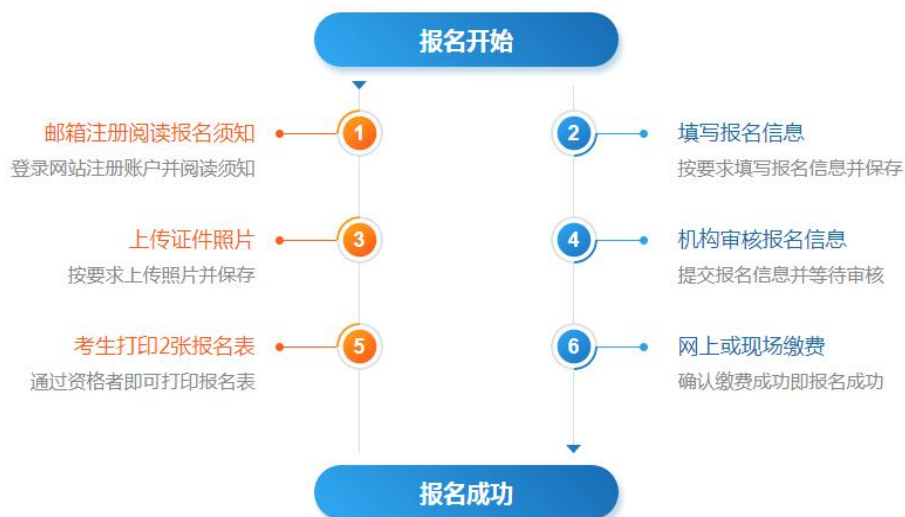 报名开始
邮箱注册阅读报名须知
登录网站注册账户并阅读须知
1
2
填写报名信息
按要求填写报名信息并保存
上传证件照片
按要求上传照片并保存
3
4
机构审核报名信息
提交报名信息并等待审核
考生打印2张报名表
通过资格者即可打印报名表
5
6
网上或现场缴费
确认缴费成功即报名成功
报名成功